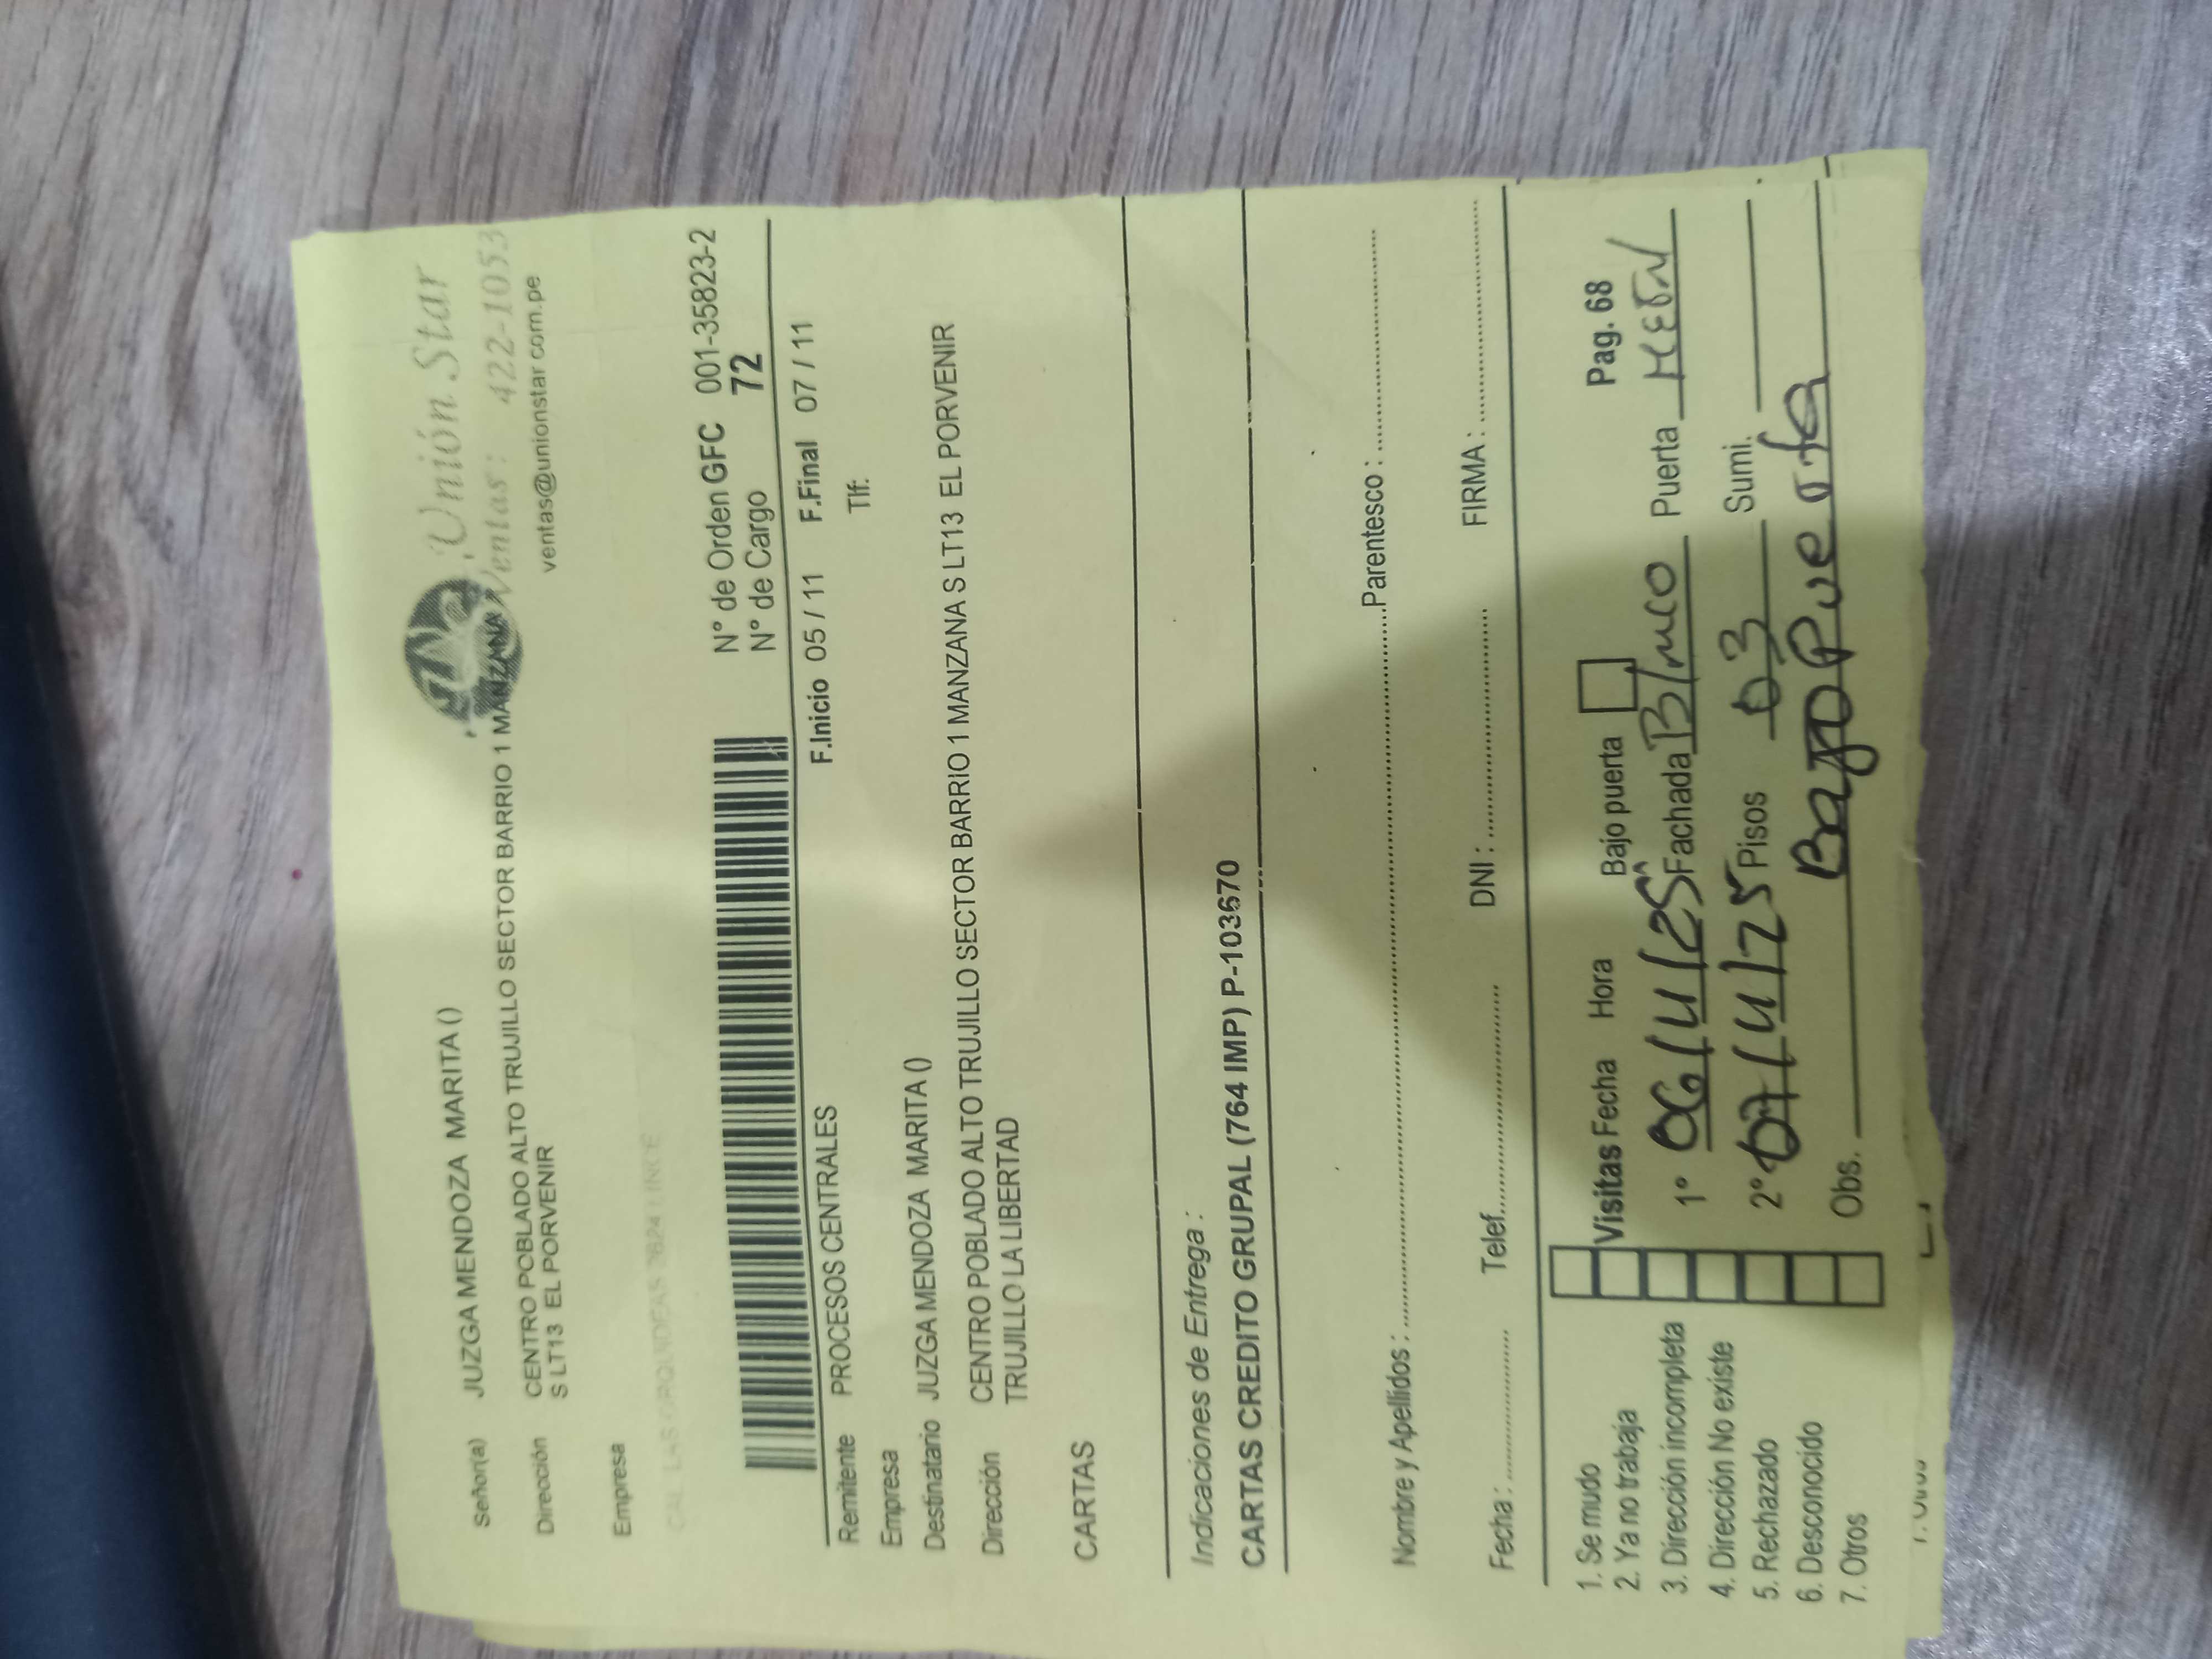 Unión Star
Ventas: 422-1053
ventas@unionstar com.pe
Señor(a) JUZGA MENDOZA MARITA ()
Dirección CENTRO POBLADO ALTO TRUJILLO SECTOR BARRIO 1 MANZANA
S LT13 EL PORVENIR
Empresa
N° de Orden GFC 001-35823-2
N° de Cargo 72
Remitente PROCESOS CENTRALES F.Inicio 05 / 11 F.Final 07 / 11
Empresa Tlf:
Destinatario JUZGA MENDOZA MARITA ()
Dirección CENTRO POBLADO ALTO TRUJILLO SECTOR BARRIO 1 MANZANA S LT13 EL PORVENIR
TRUJILLO LA LIBERTAD
CARTAS
Indicaciones de Entrega :
CARTAS CREDITO GRUPAL (764 IMP) P-103670
Nombre y Apellidos : Parentesco :
Fecha : Telef. DNI : FIRMA :
1. Se mudo
2. Ya no trabaja
3. Dirección incompleta
4. Dirección No existe
5. Rechazado
6. Desconocido
7. Otros
Visitas Fecha Hora Bajo puerta Pag. 68
1° 06/11/25 Fachada Blanco Puerta
2° 07/11/25 Pisos 03 Sumi.
Obs. Bajo Puerta